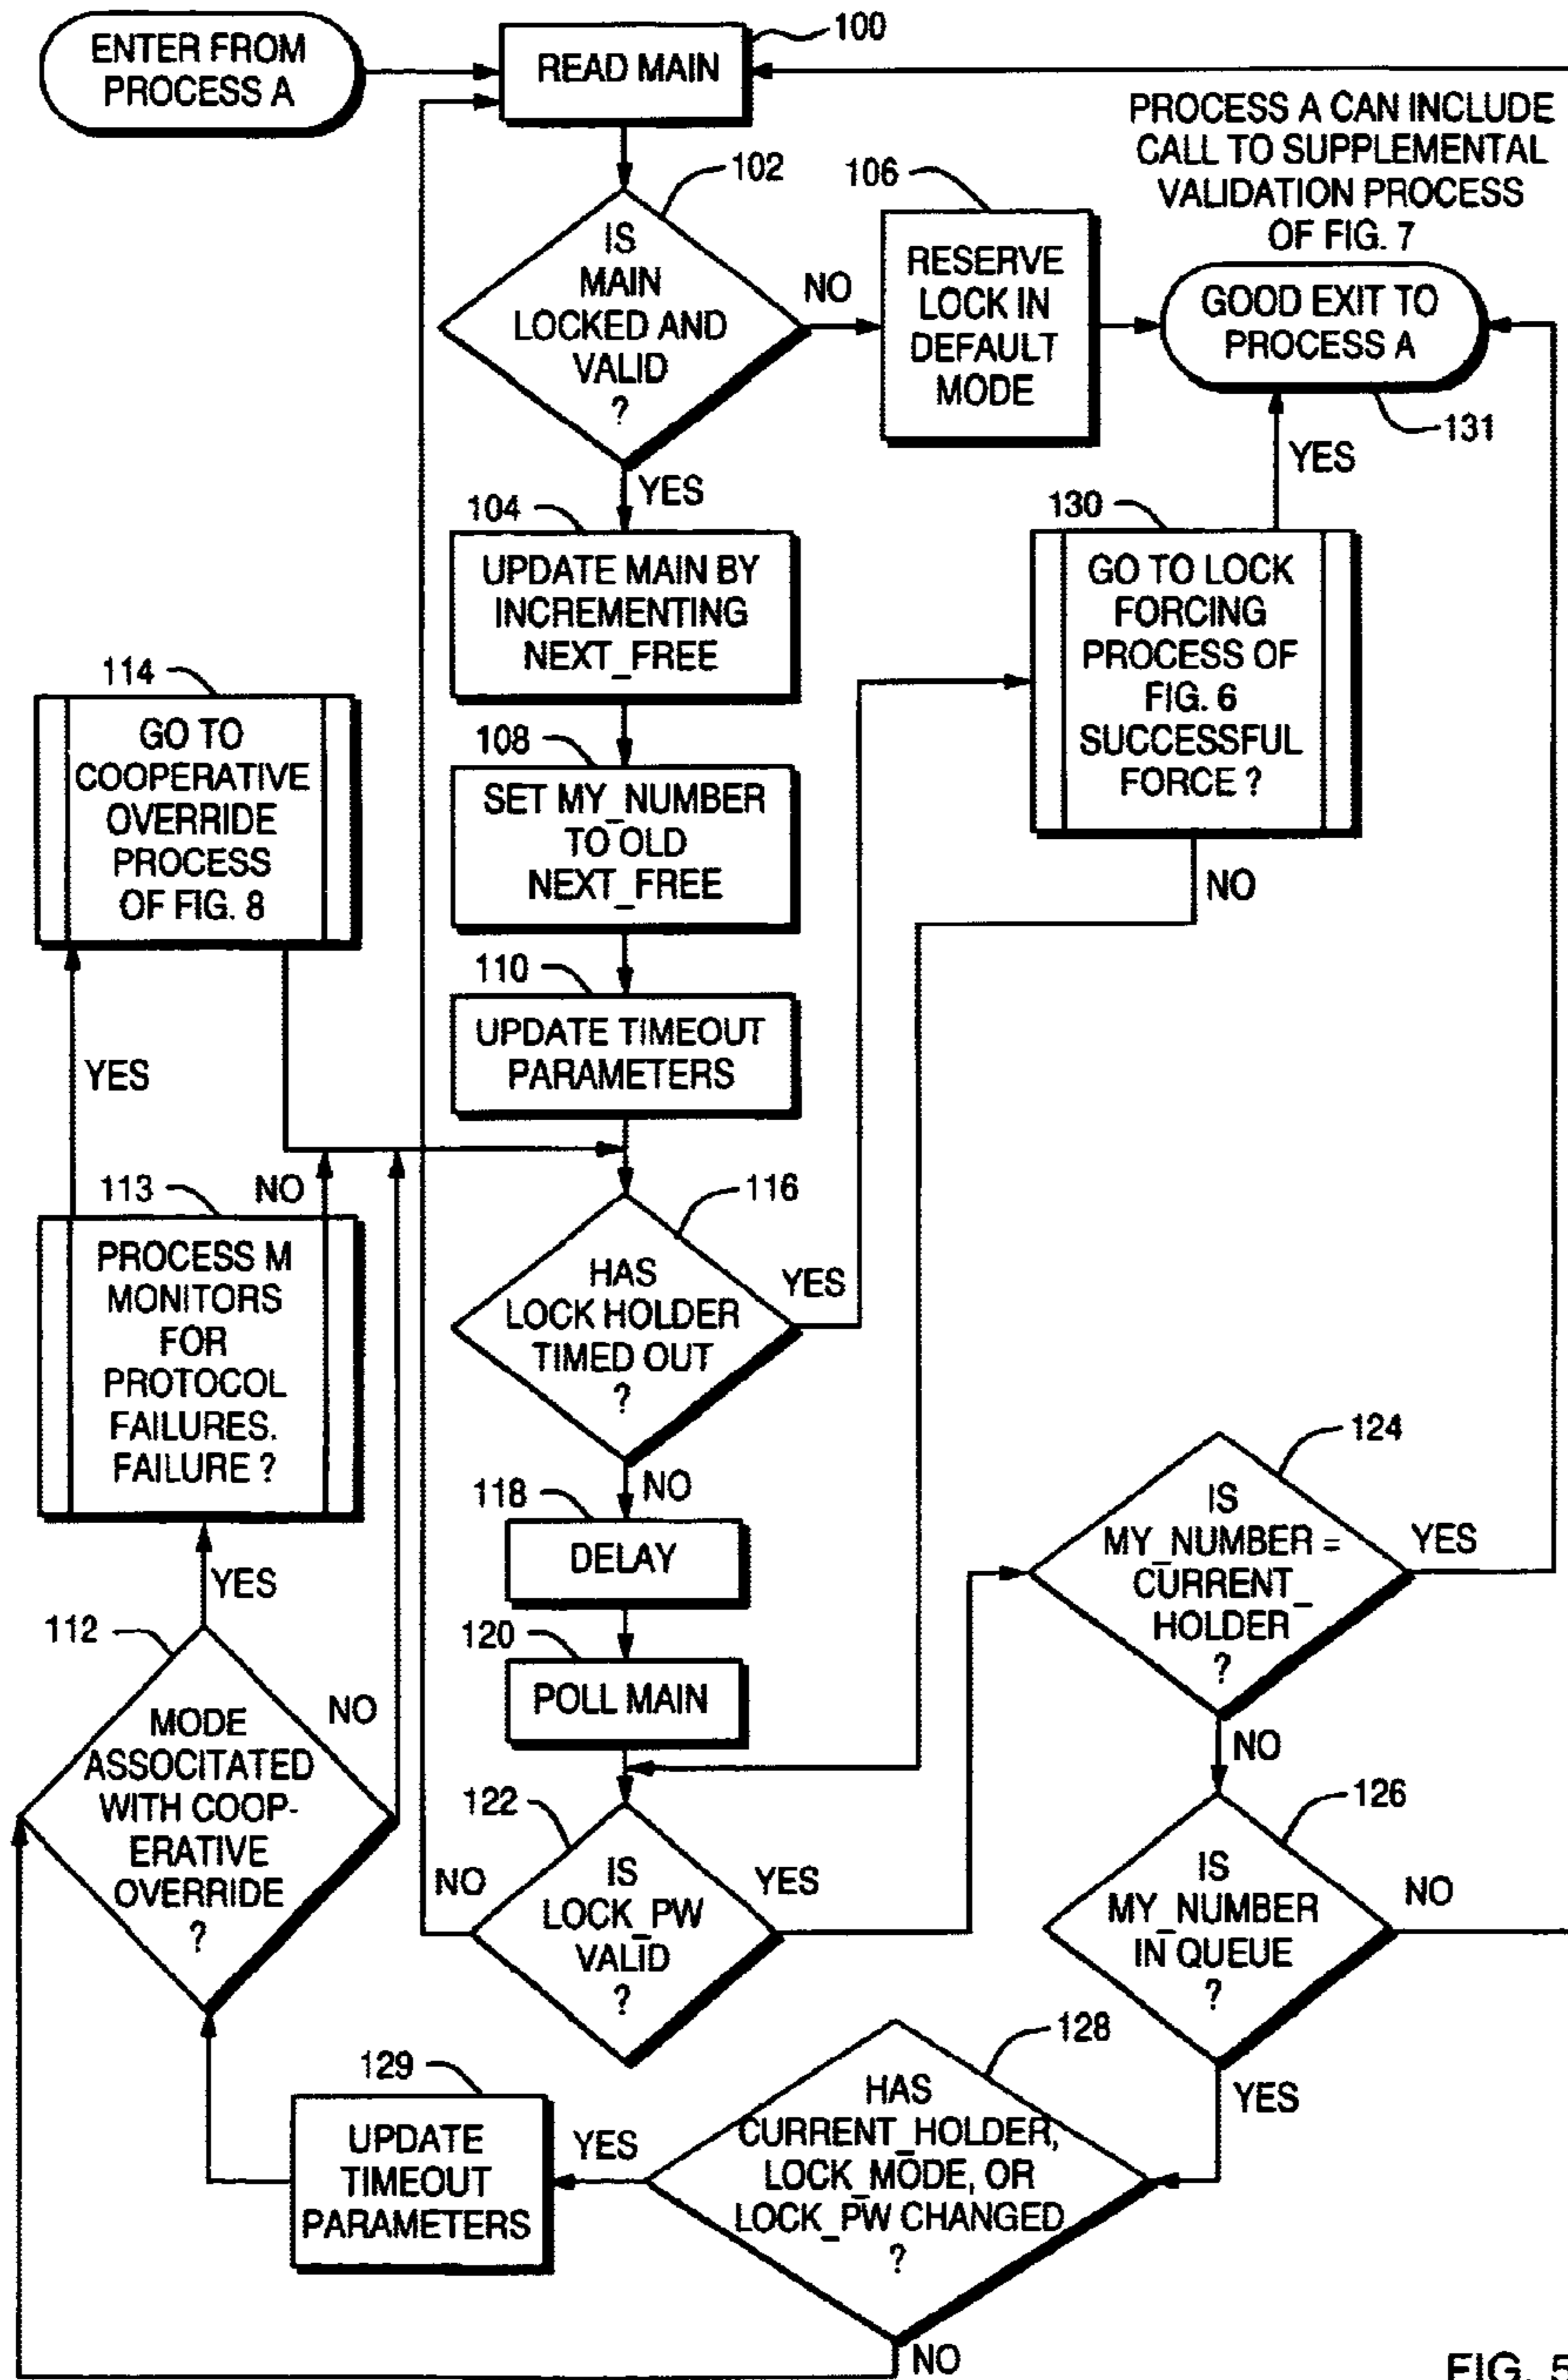 ENTER FROM
PROCESS A
READ MAIN
100
PROCESS A CAN INCLUDE
CALL TO SUPPLEMENTAL
VALIDATION PROCESS
OF FIG. 7
102
IS
MAIN
LOCKED AND
VALID
?
NO
106
RESERVE
LOCK IN
DEFAULT
MODE
GOOD EXIT TO
PROCESS A
131
YES
YES
104
UPDATE MAIN BY
INCREMENTING
NEXT_FREE
130
GO TO LOCK
FORCING
PROCESS OF
FIG. 6
SUCCESSFUL
FORCE ?
NO
114
GO TO
COOPERATIVE
OVERRIDE
PROCESS
OF FIG. 8
108
SET MY_NUMBER
TO OLD
NEXT_FREE
110
UPDATE TIMEOUT
PARAMETERS
YES
113
NO
PROCESS M
MONITORS
FOR
PROTOCOL
FAILURES.
FAILURE ?
116
HAS
LOCK HOLDER
TIMED OUT
?
YES
NO
118
DELAY
124
IS
MY_NUMBER =
CURRENT_
HOLDER
?
YES
NO
YES
112
MODE
ASSOCITATED
WITH COOP-
ERATIVE
OVERRIDE
?
NO
120
POLL MAIN
122
IS
LOCK_PW
VALID
?
NO
YES
126
IS
MY_NUMBER
IN QUEUE
?
NO
YES
128
HAS
CURRENT_HOLDER,
LOCK_MODE, OR
LOCK_PW CHANGED
?
YES
129
UPDATE
TIMEOUT
PARAMETERS
NO
FIG. 5